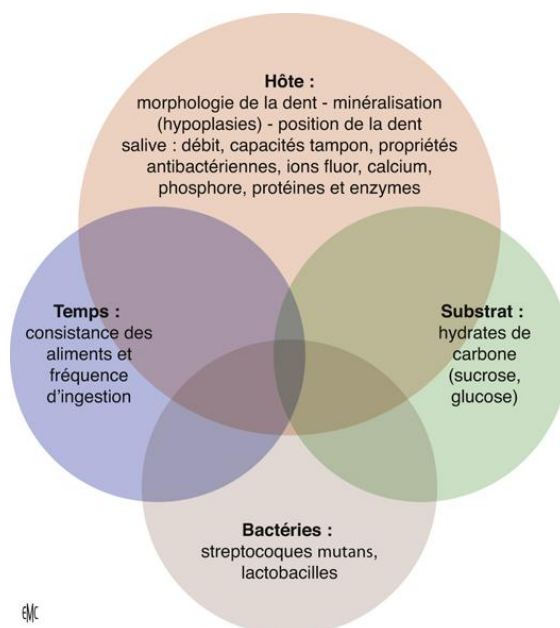 Hôte :
morphologie de la dent - minéralisation
(hypoplasies) - position de la dent
salive : débit, capacités tampon, propriétés
antibactériennes, ions fluor, calcium,
phosphore, protéines et enzymes
Temps :
consistance des
aliments et
fréquence
d'ingestion
Substrat :
hydrates de
carbone
(sucrose,
glucose)
Bactéries :
streptocoques mutans,
lactobacilles
EMC